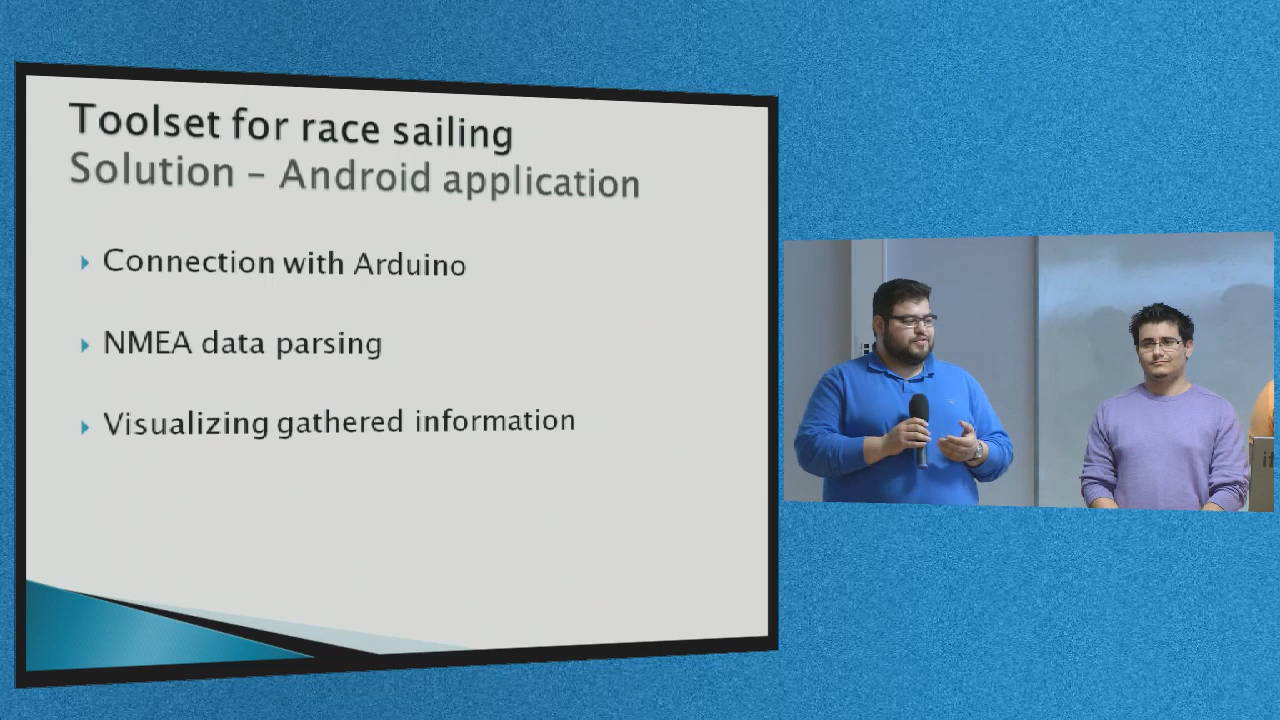 Toolset for race sailing
Solution – Android application
Connection with Arduino
NMEA data parsing
Visualizing gathered information